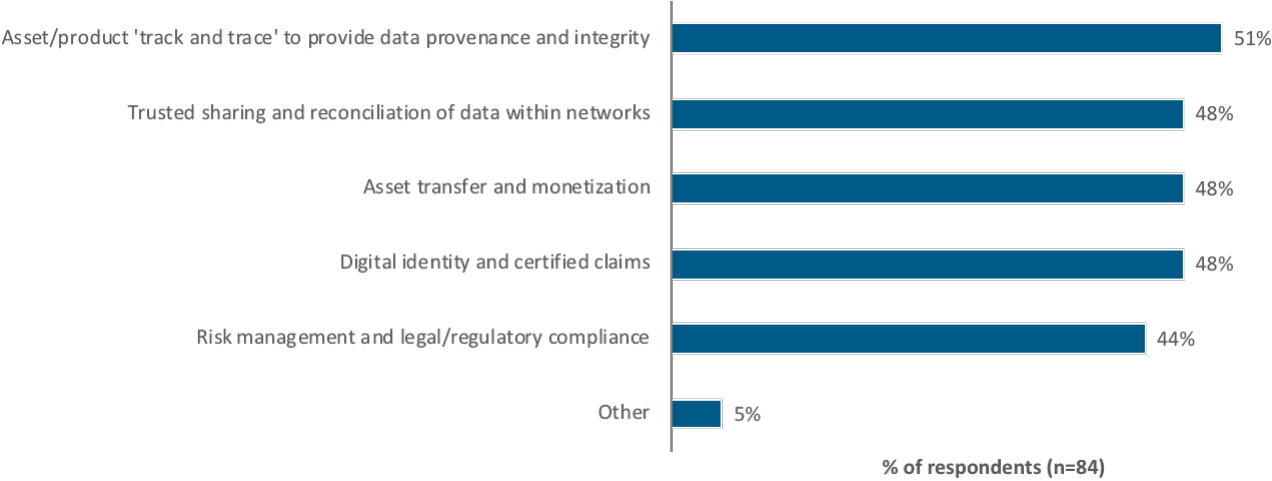 Asset/product 'track and trace' to provide data provenance and integrity 51%
Trusted sharing and reconciliation of data within networks 48%
Asset transfer and monetization 48%
Digital identity and certified claims 48%
Risk management and legal/regulatory compliance 44%
Other 5%
% of respondents (n=84)